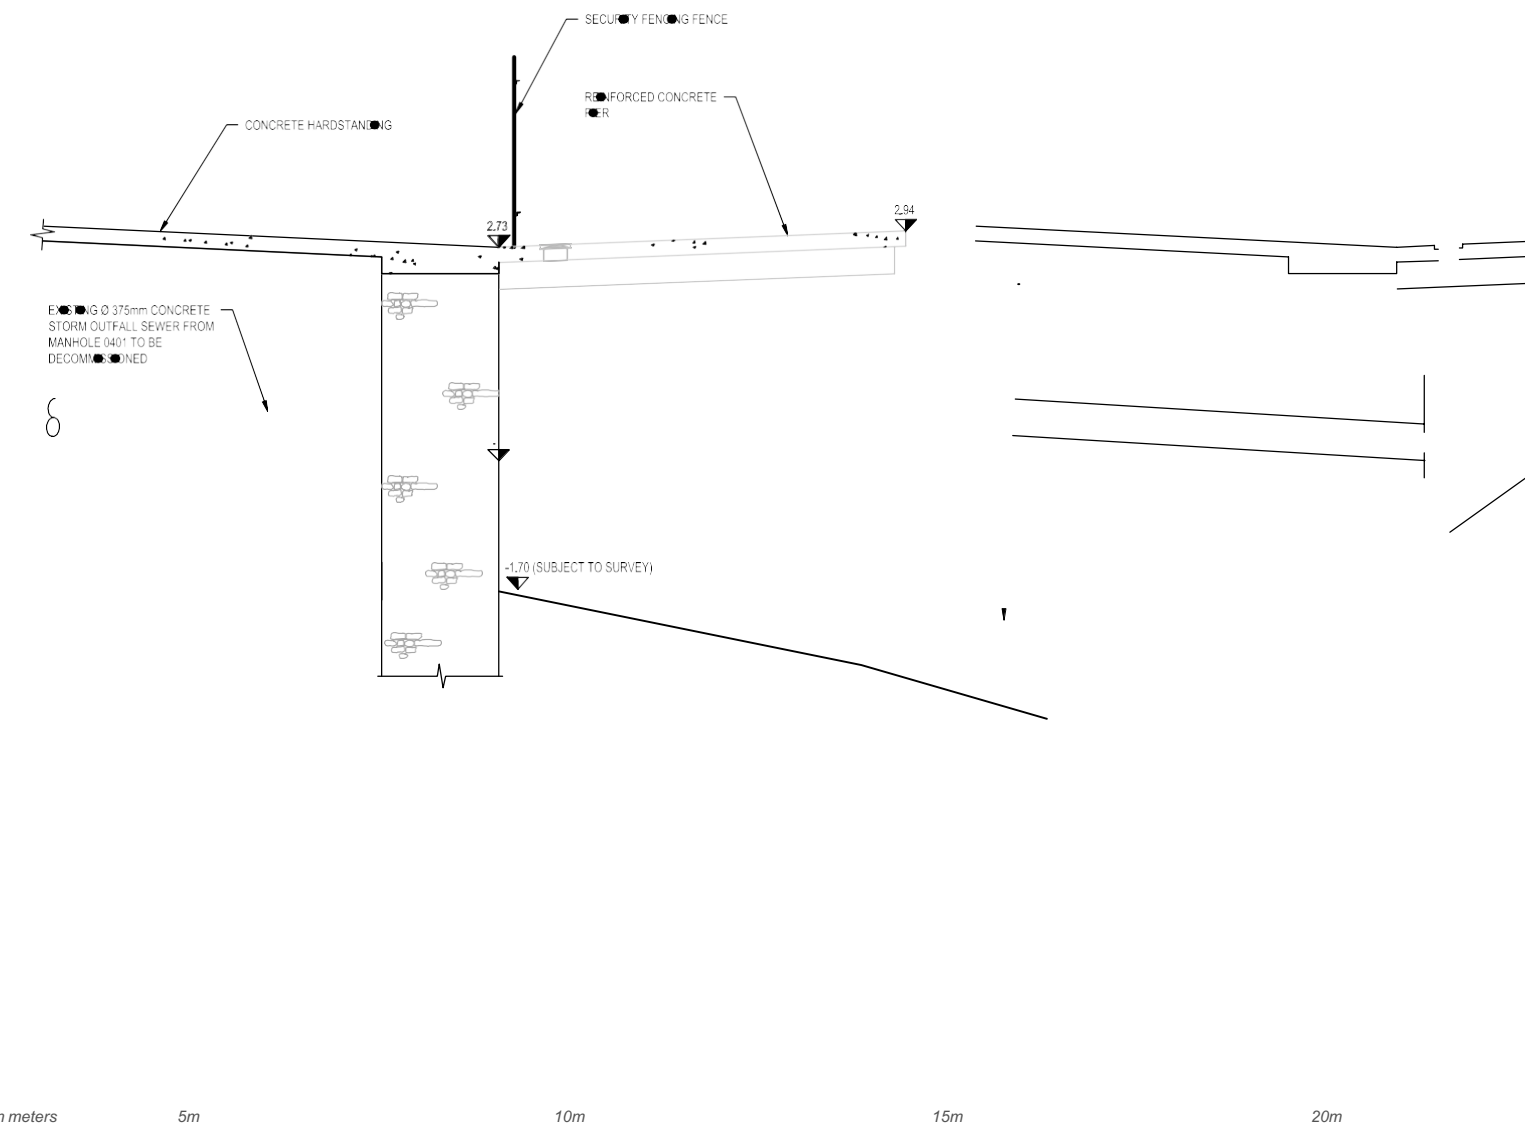 SECURITY FENCING FENCE
REINFORCED CONCRETE
PIER
CONCRETE HARDSTANDING
2.73
2.94
EXISTING Ø 375mm CONCRETE
STORM OUTFALL SEWER FROM
MANHOLE 0401 TO BE
DECOMMISSIONED
-1.70 (SUBJECT TO SURVEY)
meters
5m
10m
15m
20m